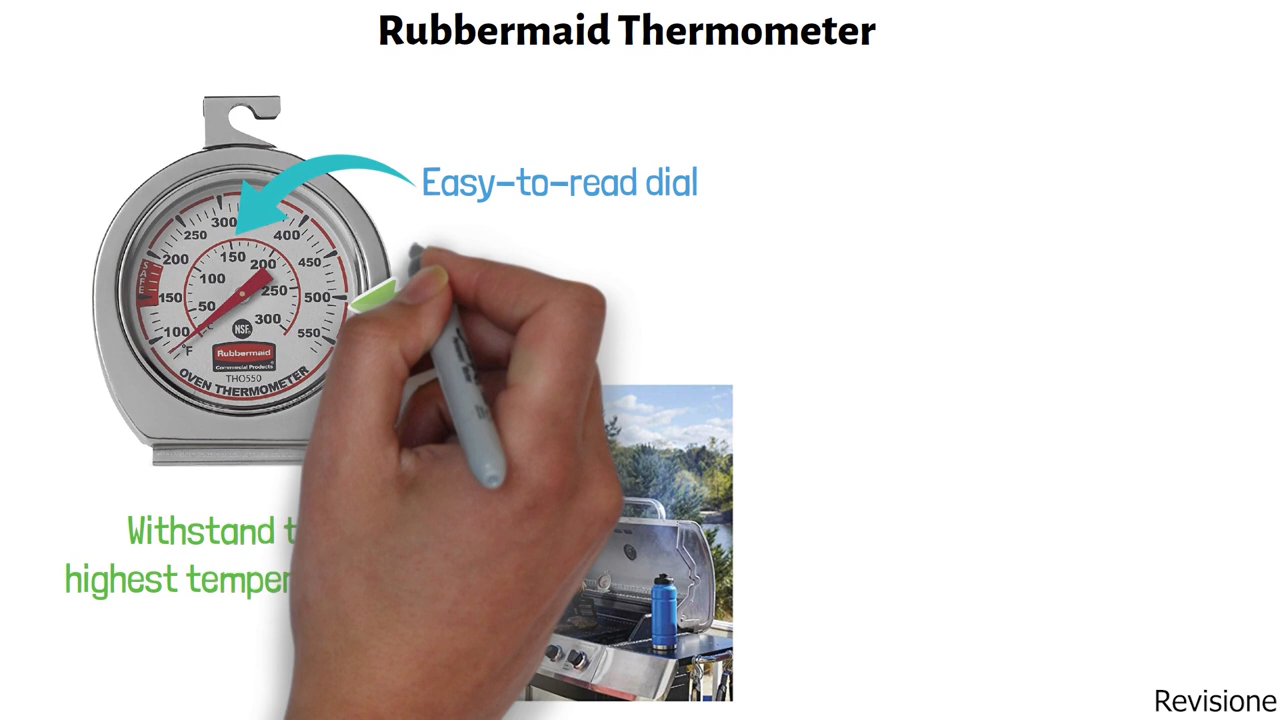 Rubbermaid Thermometer
Easy-to-read dial
300
400
250
450
200
150
200
SAFE
100
250
150
500
50
300
100
550
°F
NSF
Rubbermaid
Commercial Products
THO550
OVEN THERMOMETER
Withstand
highest
Revisione